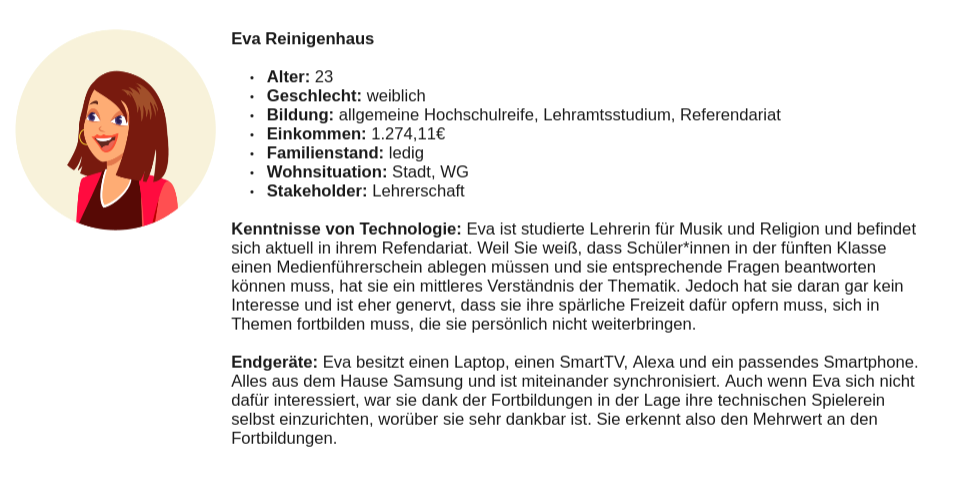 Eva Reinigenhaus
• Alter: 23
• Geschlecht: weiblich
• Bildung: allgemeine Hochschulreife, Lehramtsstudium, Referendariat
• Einkommen: 1.274,11€
• Familienstand: ledig
• Wohnsituation: Stadt, WG
• Stakeholder: Lehrerschaft
Kenntnisse von Technologie: Eva ist studierte Lehrerin für Musik und Religion und befindet
sich aktuell in ihrem Refendariat. Weil Sie weiß, dass Schüler*innen in der fünften Klasse
einen Medienführerschein ablegen müssen und sie entsprechende Fragen beantworten
können muss, hat sie ein mittleres Verständnis der Thematik. Jedoch hat sie daran gar kein
Interesse und ist eher genervt, dass sie ihre spärliche Freizeit dafür opfern muss, sich in
Themen fortbilden muss, die sie persönlich nicht weiterbringen.
Endgeräte: Eva besitzt einen Laptop, einen SmartTV, Alexa und ein passendes Smartphone.
Alles aus dem Hause Samsung und ist miteinander synchronisiert. Auch wenn Eva sich nicht
dafür interessiert, war sie dank der Fortbildungen in der Lage ihre technischen Spielerein
selbst einzurichten, worüber sie sehr dankbar ist. Sie erkennt also den Mehrwert an den
Fortbildungen.